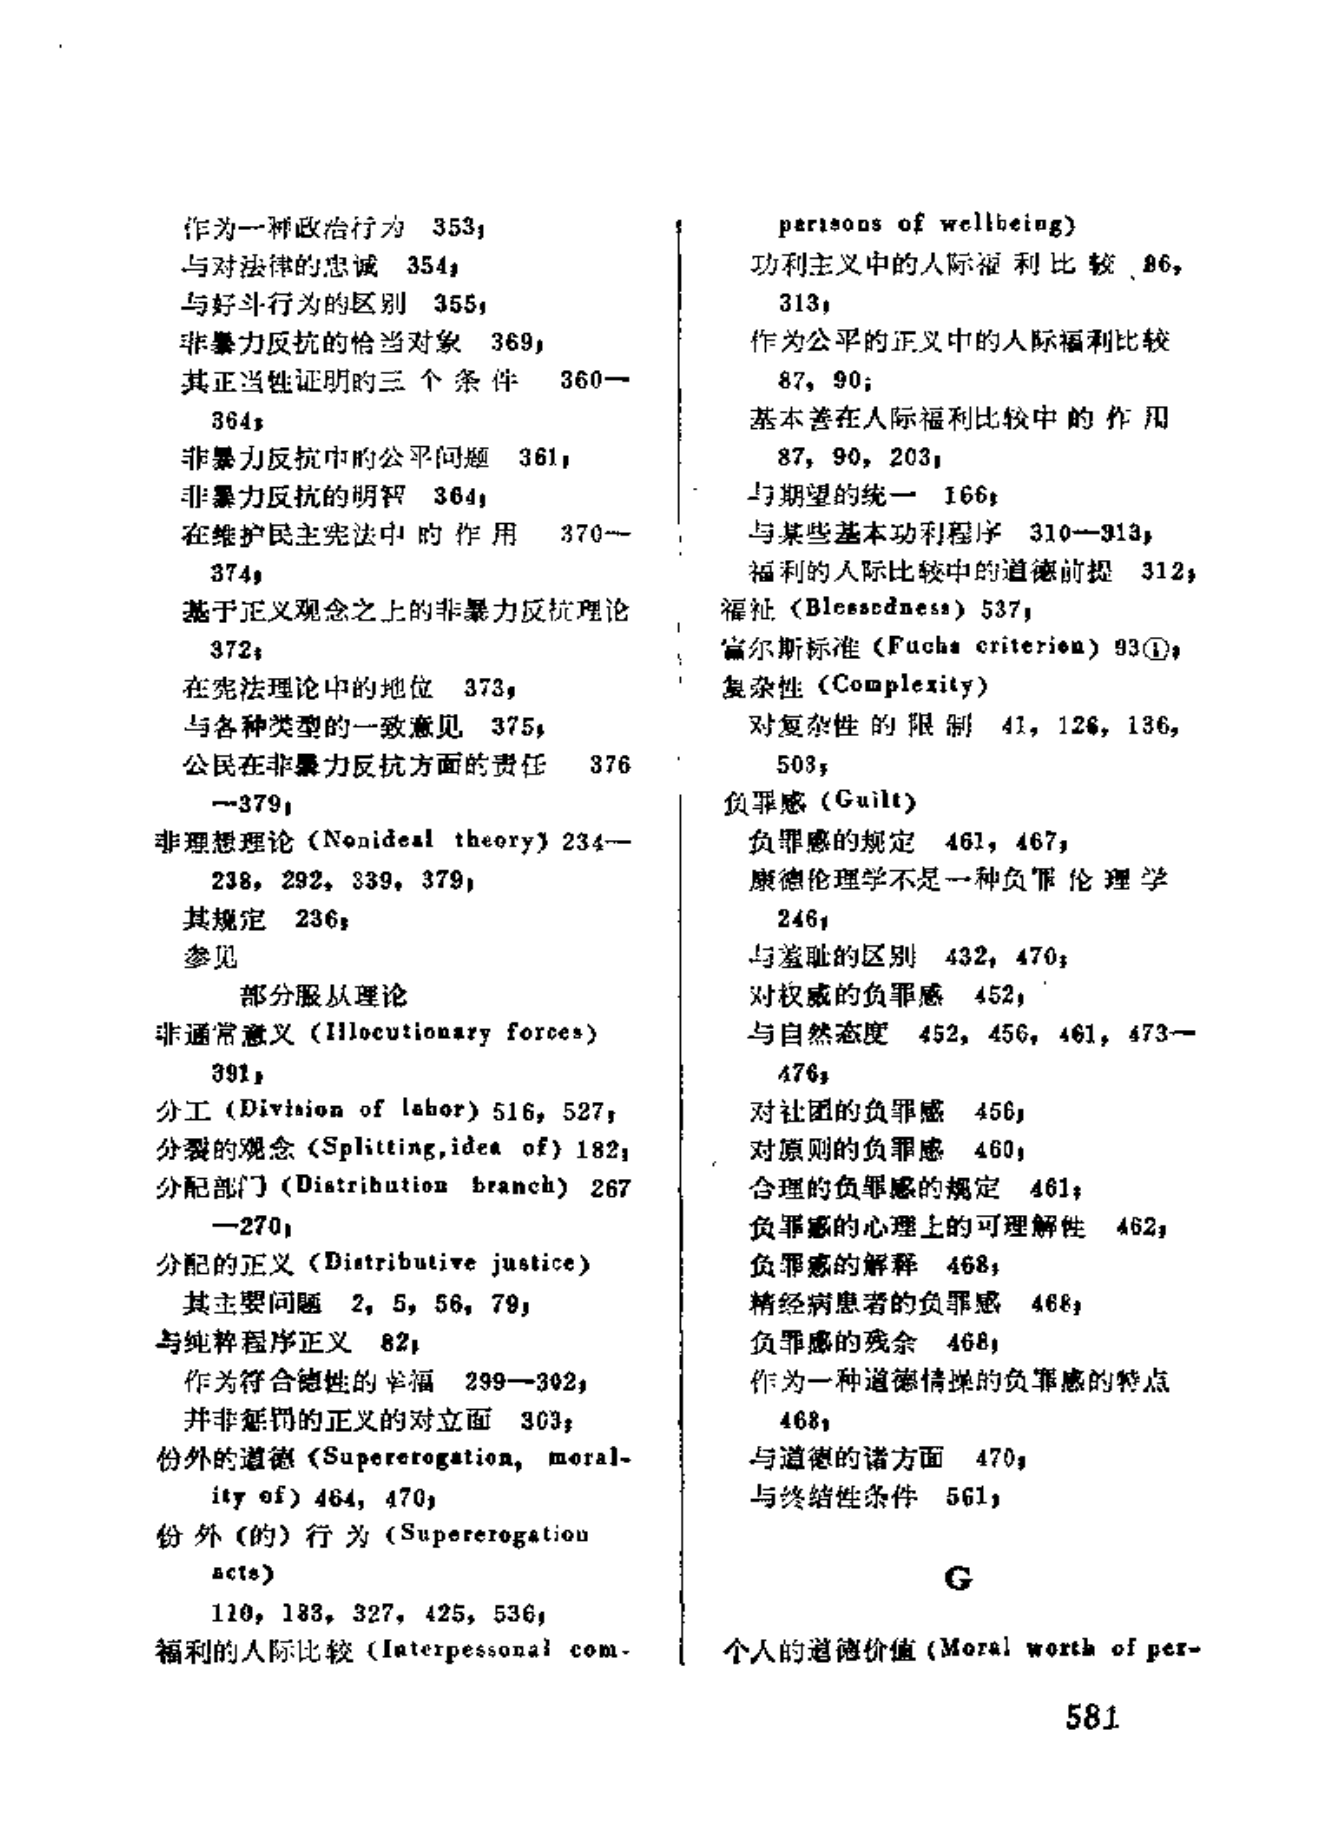 作为一种政治行为 353;
与对法律的忠诚 354;
与好斗行为的区别 355;
非暴力反抗的恰当对象 369;
其正当性证明的三个条件 360—
364;
非暴力反抗中的公平问题 361;
非暴力反抗的明智 364;
在维护民主宪法中的作用 370—
374;
基于正义观念之上的非暴力反抗理论
372;
在宪法理论中的地位 373;
与各种类型的一致意见 375;
公民在非暴力反抗方面的责任 376
—379;
非理想理论（Nonideal theory）234—
238, 292, 339, 379;
其规定 236;
参见
部分服从理论
非通常意义（Illocutionary forces）
391;
分工（Division of labor）516, 527;
分裂的观念（Splitting,idea of）182;
分配部门（Distribution branch）267
—270;
分配的正义（Distributive justice）
其主要问题 2, 5, 56, 79;
与纯粹程序正义 82;
作为符合德性的幸福 299—302;
并非惩罚的正义的对立面 303;
份外的道德（Supererogation, moral-
ity of）464, 470;
份外（的）行为（Supererogation
acts）
110, 183, 327, 425, 536;
福利的人际比较（Interpessonal com-
parisons of wellbeing）
功利主义中的人际福利比较 86,
313;
作为公平的正义中的人际福利比较
87, 90;
基本善在人际福利比较中的作用
87, 90, 203;
与期望的统一 166;
与某些基本功利程序 310—313;
福利的人际比较中的道德前提 312;
福祉（Blessedness）537;
富尔斯标准（Fuchs criterion）93①;
复杂性（Complexity）
对复杂性的限制 41, 126, 136,
503;
负罪感（Guilt）
负罪感的规定 461, 467;
康德伦理学不是一种负罪伦理学
246;
与羞耻的区别 432, 470;
对权威的负罪感 452;
与自然态度 452, 456, 461, 473—
476;
对社团的负罪感 456;
对原则的负罪感 460;
合理的负罪感的规定 461;
负罪感的心理上的可理解性 462;
负罪感的解释 468;
精经病患者的负罪感 468;
负罪感的残余 468;
作为一种道德情操的负罪感的特点
468;
与道德的诸方面 470;
与终结性条件 561;
G
个人的道德价值（Moral worth of per-
581